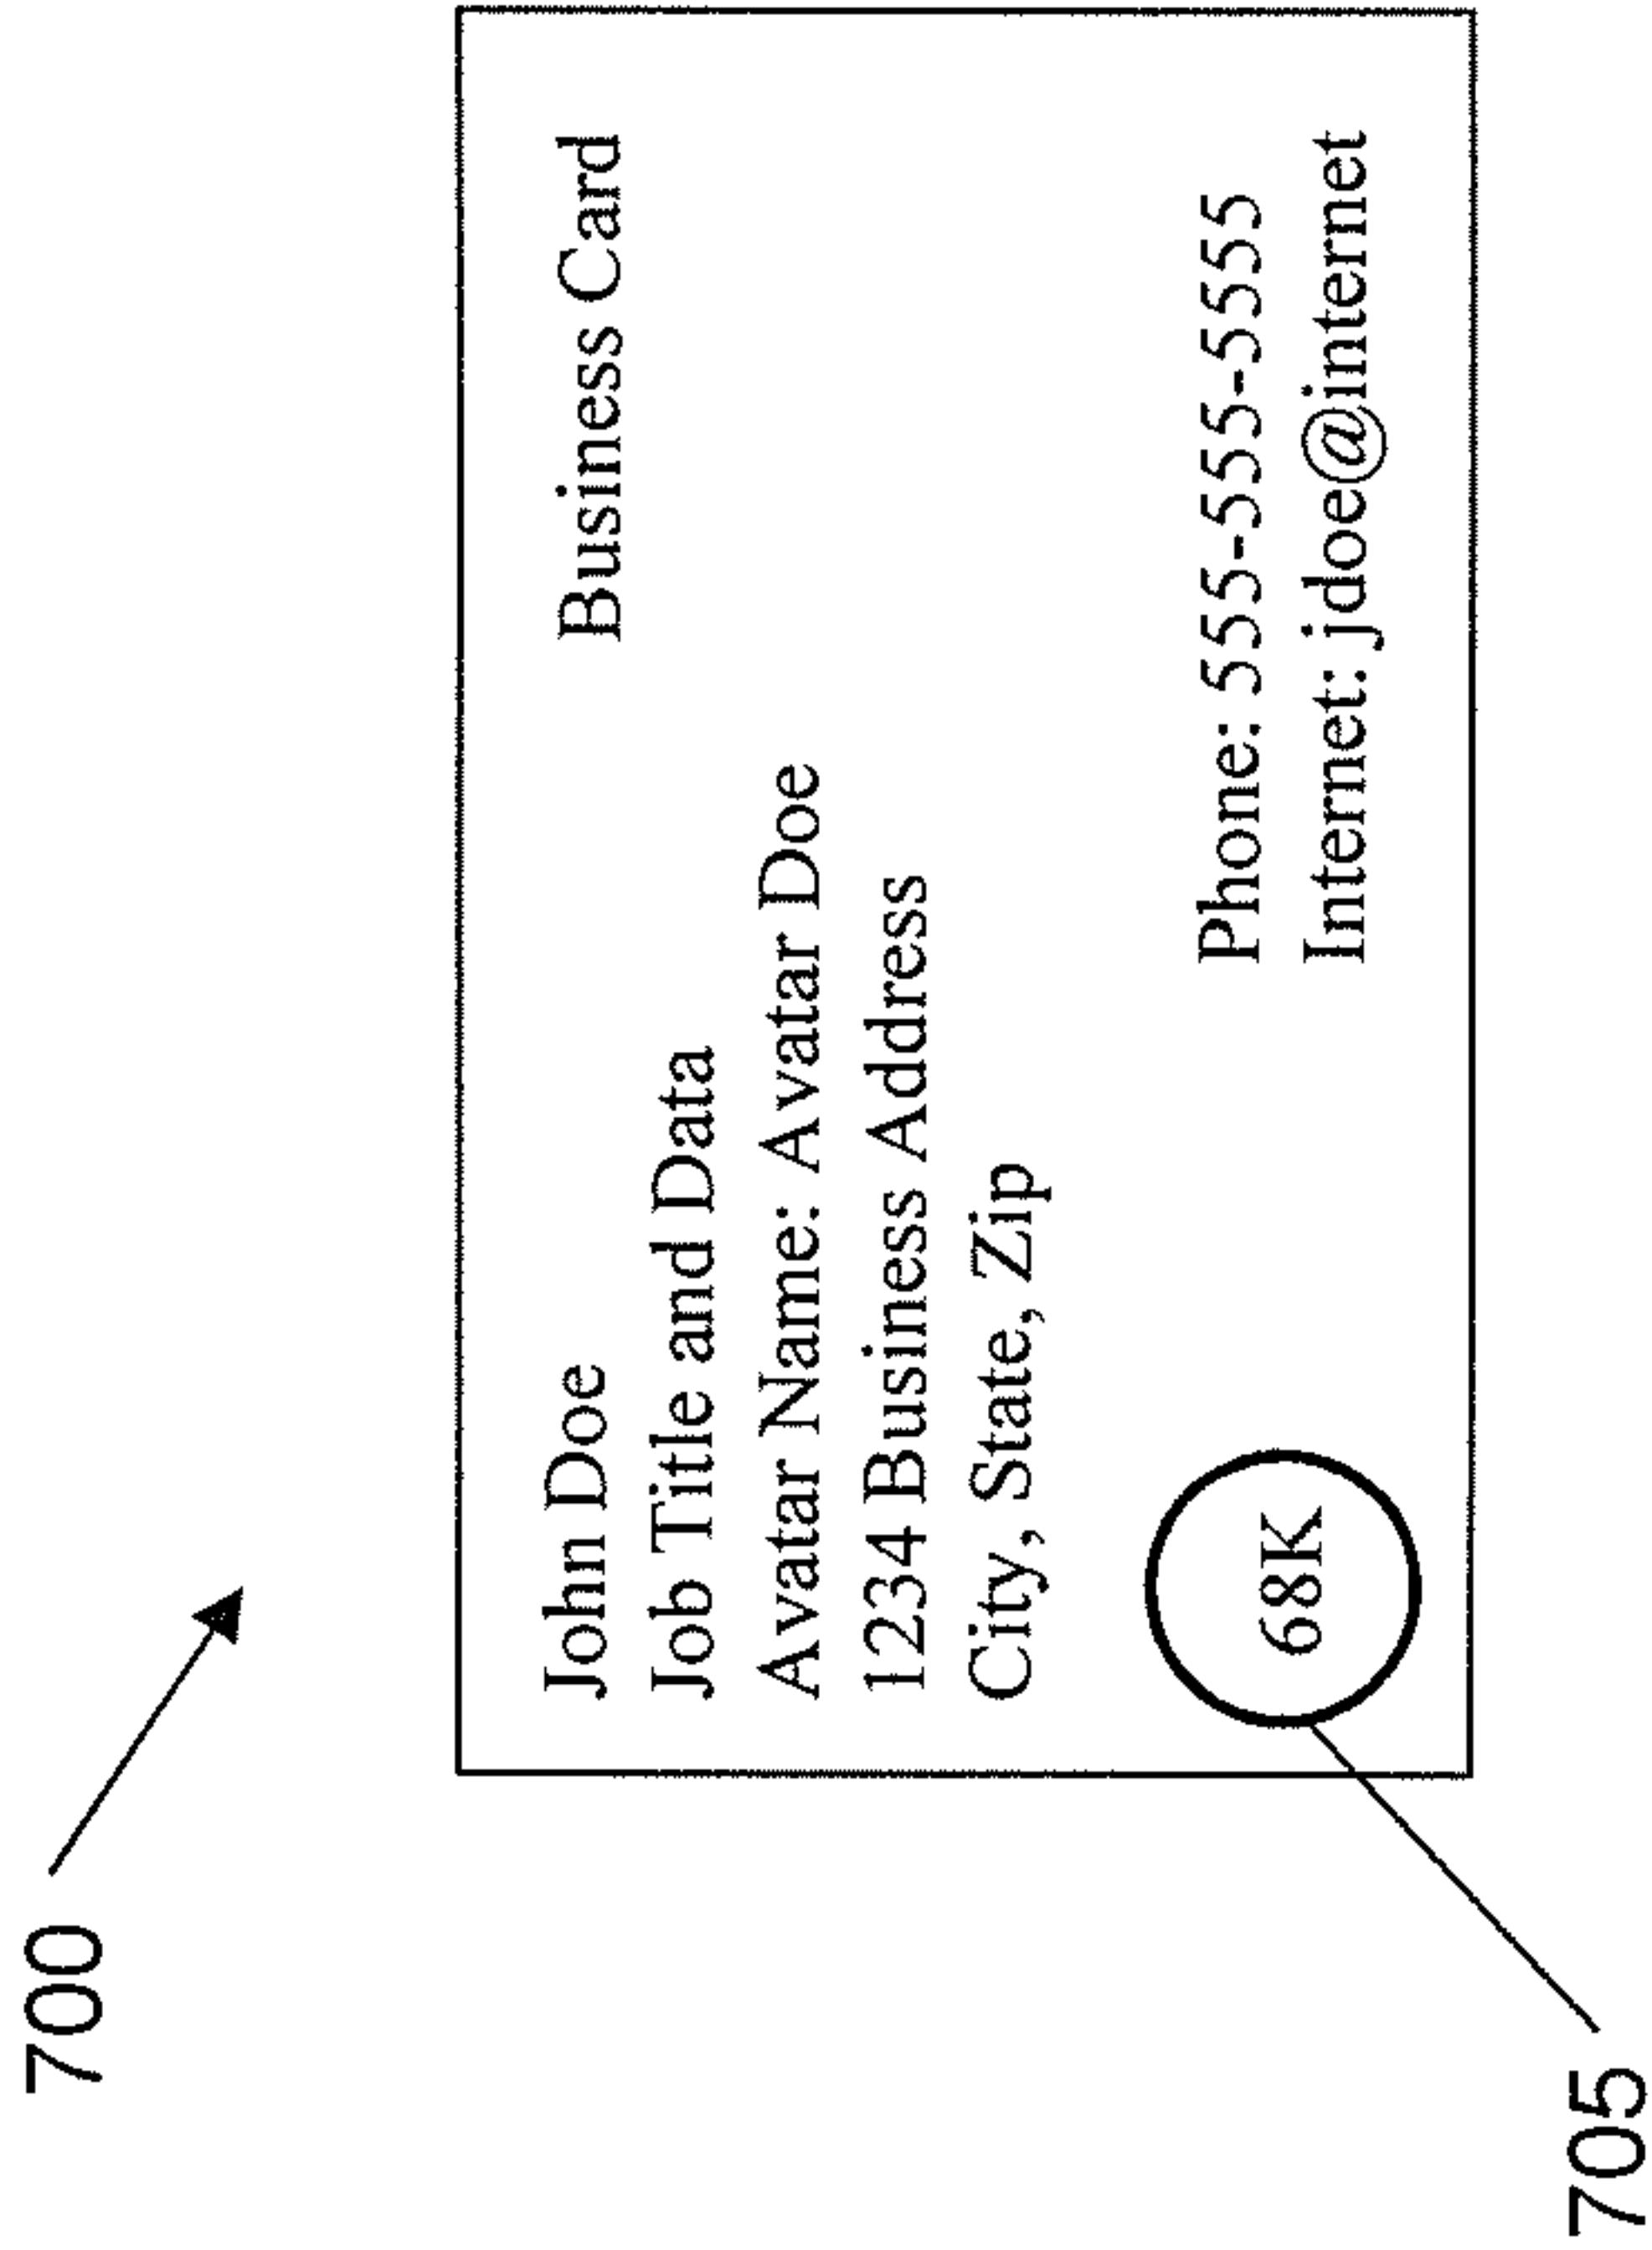 700
John Doe
Business Card
Job Title and Data
Avatar Name: Avatar Doe
1234 Business Address
City, State, Zip
Phone: 555-555-5555
68K
Internet: jdoe@internet
705